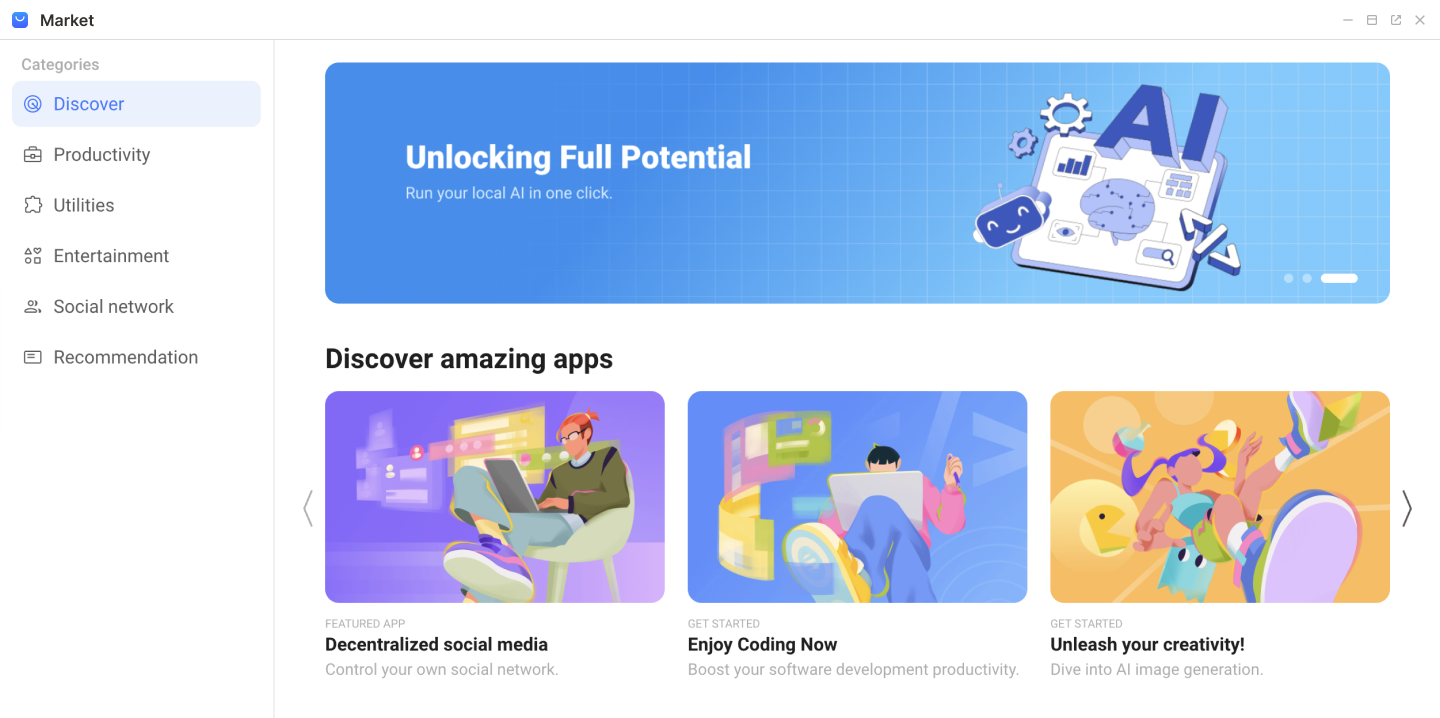 Market
Categories
Discover
Productivity
Utilities
Entertainment
Social network
Recommendation
Unlocking Full Potential
Run your local AI in one click.
AI
Discover amazing apps
FEATURED APP
Decentralized social media
Control your own social network.
GET STARTED
Enjoy Coding Now
Boost your software development productivity.
GET STARTED
Unleash your creativity!
Dive into AI image generation.